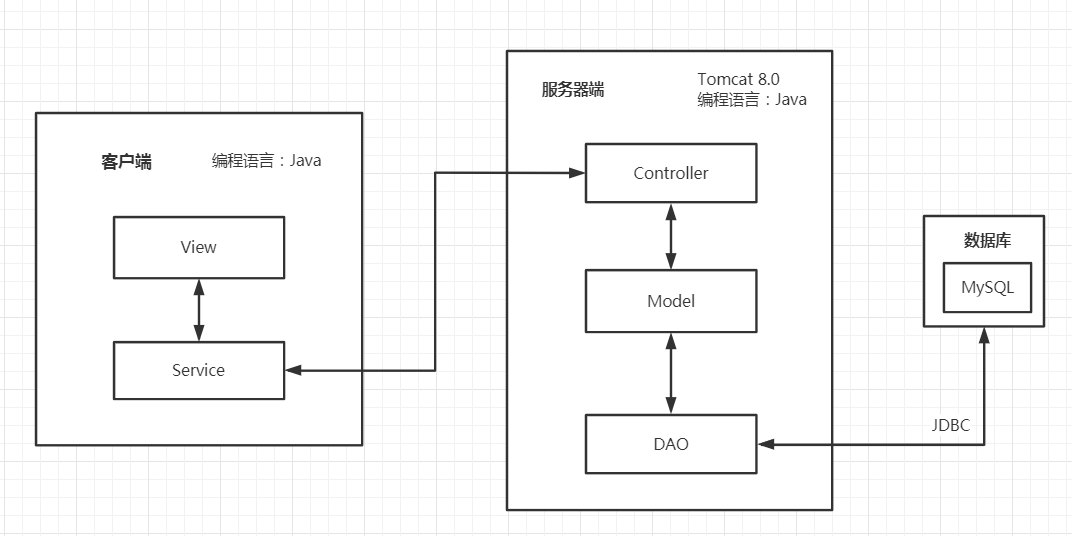 客户端
编程语言：Java
View
Service
服务器端
Tomcat 8.0
编程语言：Java
Controller
Model
DAO
数据库
MySQL
JDBC